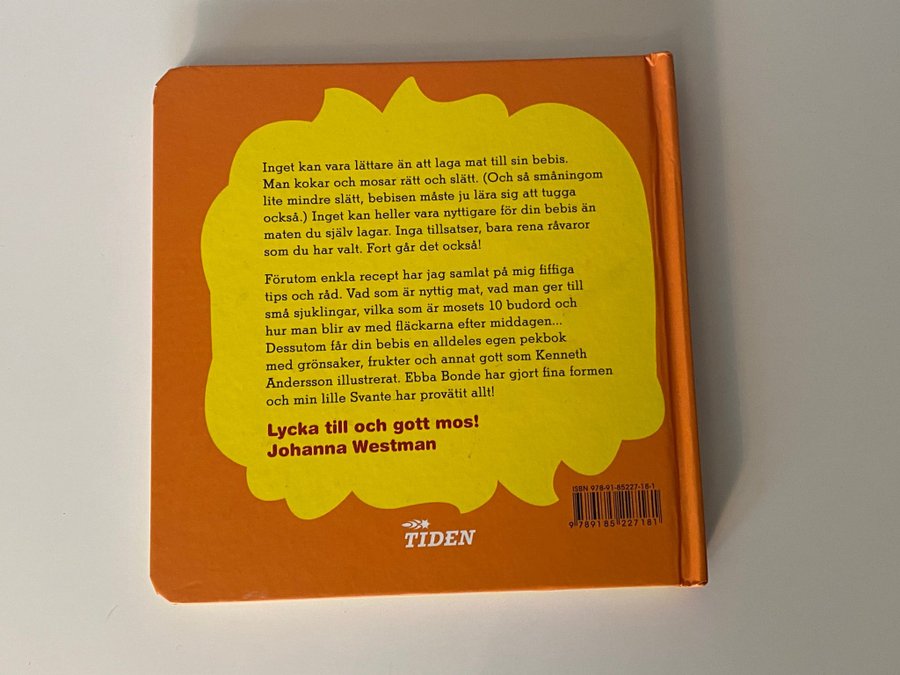 Inget kan vara lättare än att laga mat till sin bebis.
Man kokar och mosar rätt och slätt. (Och så småningom
lite mindre slätt, bebisen måste ju lära sig att tugga
också.) Inget kan heller vara nyttigare för din bebis än
maten du själv lagar. Inga tillsatser, bara rena råvaror
som du har valt. Fort går det också!
Förutom enkla recept har jag samlat på mig fiffiga
tips och råd. Vad som är nyttig mat, vad man ger till
små sjuklingar, vilka som är mosets 10 budord och
hur man blir av med fläckarna efter middagen...
Dessutom får din bebis en alldeles egen pekbok
med grönsaker, frukter och annat gott som Kenneth
Andersson illustrerat. Ebba Bonde har gjort fina formen
och min lille Svante har provätit allt!
Lycka till och gott mos!
Johanna Westman
ISBN 978-91-85227-18-1
9 789185 227181
TIDEN